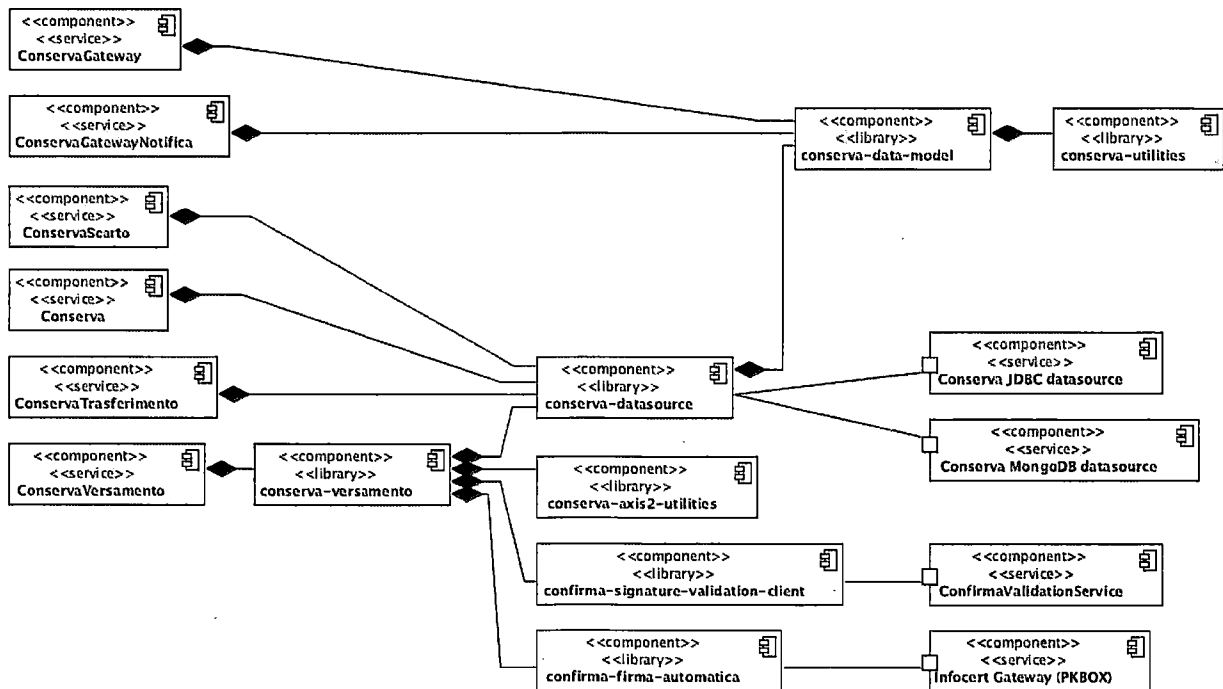 <<component>>
<<service>>
ConservaGateway
<<component>>
<<service>>
ConservaGatewayNotifica
<<component>>
<<library>>
conserva-data-model
<<component>>
<<library>>
conserva-utilities
<<component>>
<<service>>
ConservaScarto
<<component>>
<<service>>
Conserva
<<component>>
<<service>>
ConservaTrasferimento
<<component>>
<<library>>
conserva-datasource
<<component>>
<<service>>
Conserva JDBC datasource
<<component>>
<<service>>
Conserva MongoDB datasource
<<component>>
<<service>>
ConservaVersamento
<<component>>
<<library>>
conserva-versamento
<<component>>
<<library>>
conserva-axis2-utilities
<<component>>
<<library>>
confirma-signature-validation-client
<<component>>
<<service>>
ConfirmaValidationService
<<component>>
<<library>>
confirma-firma-automatica
<<component>>
<<service>>
Infocert Gateway (PKBOX)